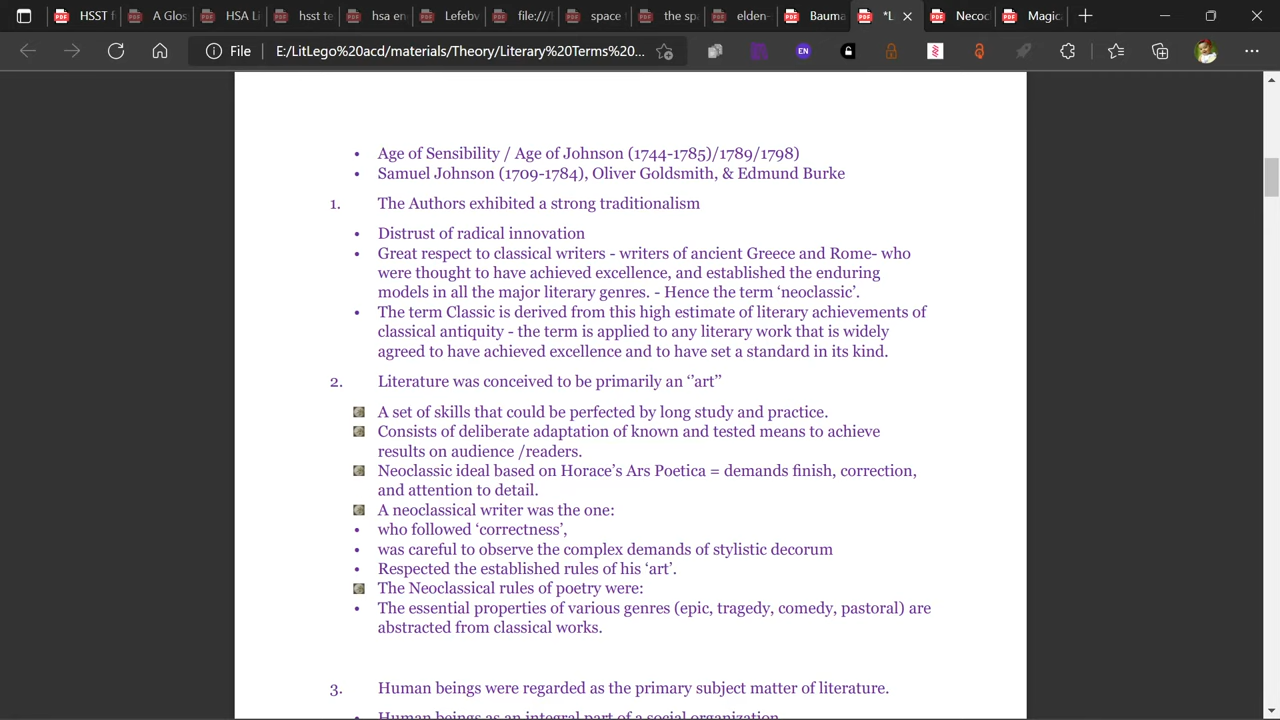 HSST f
A Glos
HSA Li
hsst te
hsa en
Lefebv
file:///
space
the sp
elden-
Bauma
*L
Neocl
Magic
File
E:/LitLego%20acd/materials/Theory/Literary%20Terms%20...
EN
• Age of Sensibility / Age of Johnson (1744-1785)/1789/1798)
• Samuel Johnson (1709-1784), Oliver Goldsmith, & Edmund Burke
1. The Authors exhibited a strong traditionalism
• Distrust of radical innovation
• Great respect to classical writers - writers of ancient Greece and Rome- who
were thought to have achieved excellence, and established the enduring
models in all the major literary genres. - Hence the term ‘neoclassic’.
• The term Classic is derived from this high estimate of literary achievements of
classical antiquity - the term is applied to any literary work that is widely
agreed to have achieved excellence and to have set a standard in its kind.
2. Literature was conceived to be primarily an ‘’art’’
A set of skills that could be perfected by long study and practice.
Consists of deliberate adaptation of known and tested means to achieve
results on audience /readers.
Neoclassic ideal based on Horace’s Ars Poetica = demands finish, correction,
and attention to detail.
A neoclassical writer was the one:
• who followed ‘correctness’,
• was careful to observe the complex demands of stylistic decorum
• Respected the established rules of his ‘art’.
The Neoclassical rules of poetry were:
• The essential properties of various genres (epic, tragedy, comedy, pastoral) are
abstracted from classical works.
3. Human beings were regarded as the primary subject matter of literature.
• Human beings as an integral part of a social organization